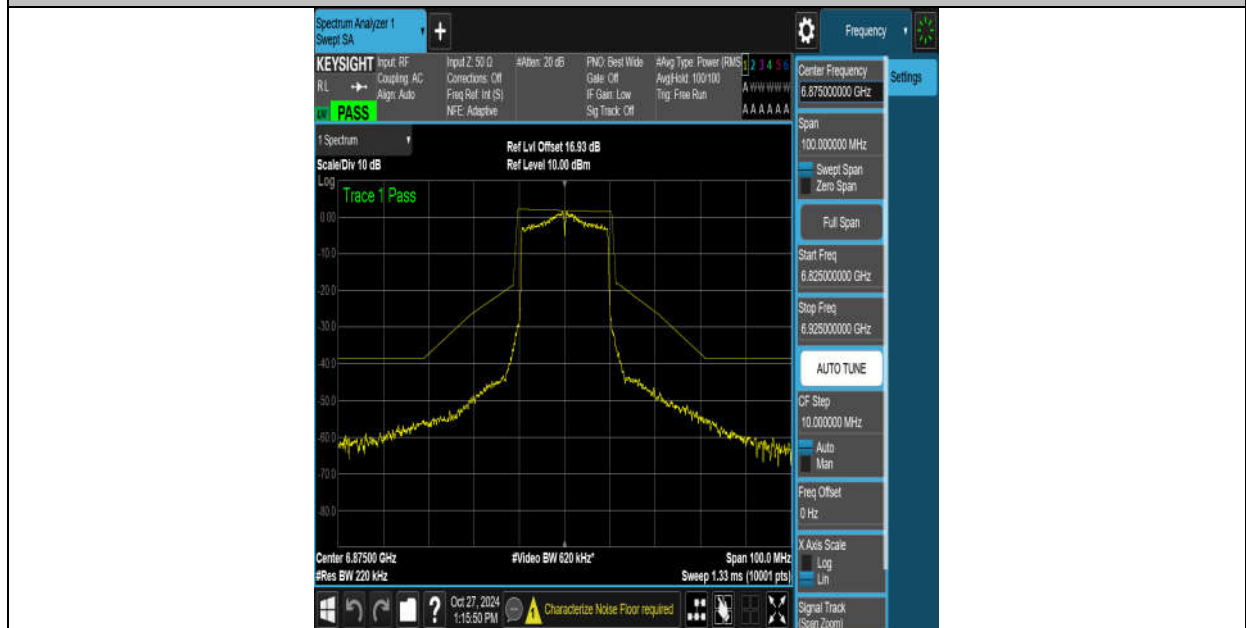 Spectrum Analyzer 1
Swept SA
Frequency
KEYSIGHT
RL
PASS
Input: RF
Coupling: AC
Align: Auto
Input Z: 50 Ω
Corrections: Off
Freq Ref: Int (S)
NFE: Adaptive
#Atten: 20 dB
PNO: Best Wide
Gate: Off
IF Gain: Low
Sig Track: Off
#Avg Type: Power (RMS
Avg|Hold: 100/100
Trig: Free Run
1 2 3 4 5 6
A W W W W W
A A A A A A
1 Spectrum
Scale/Div 10 dB
Ref Lvl Offset 16.93 dB
Ref Level 10.00 dBm
Log
Trace 1 Pass
0.00
-10.0
-20.0
-30.0
-40.0
-50.0
-60.0
-70.0
-80.0
Center 6.87500 GHz
#Res BW 220 kHz
#Video BW 620 kHz*
Span 100.0 MHz
Sweep 1.33 ms (10001 pts)
Oct 27, 2024
1:15:50 PM
Characterize Noise Floor required
Center Frequency
6.875000000 GHz
Settings
Span
100.000000 MHz
Swept Span
Zero Span
Full Span
Start Freq
6.825000000 GHz
Stop Freq
6.925000000 GHz
AUTO TUNE
CF Step
10.000000 MHz
Auto
Man
Freq Offset
0 Hz
X Axis Scale
Log
Lin
Signal Track
(Span Zoom)